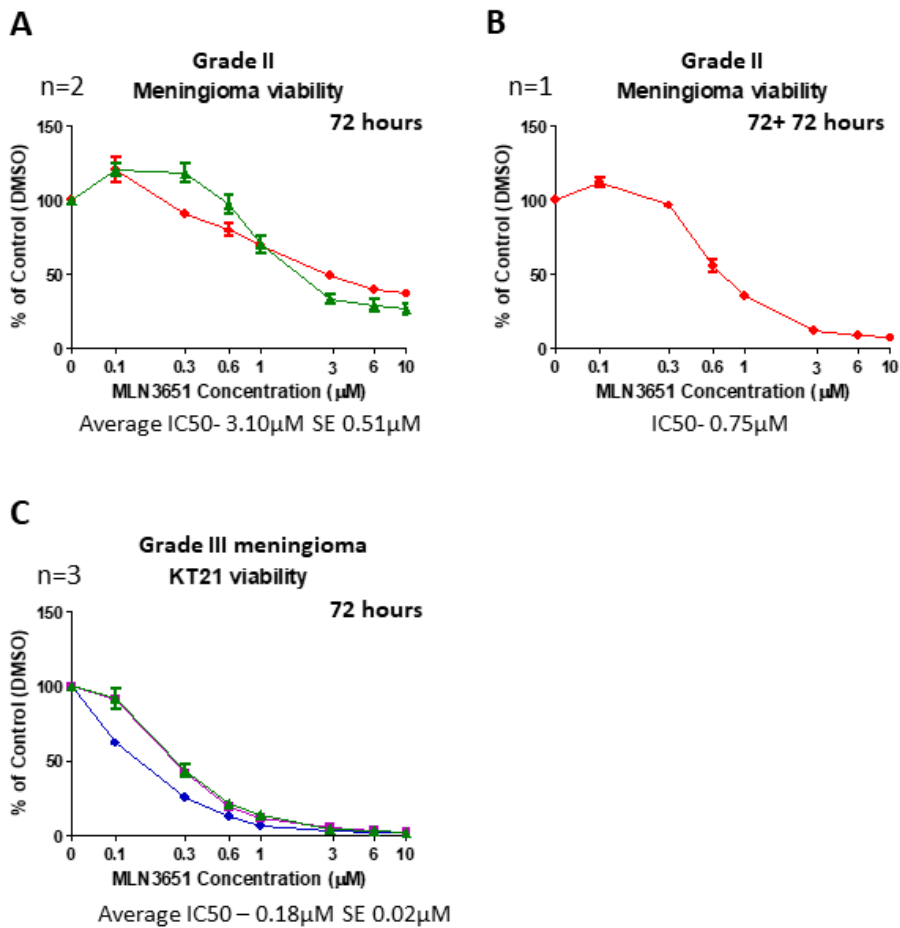 A
Grade II
n=2
Meningioma viability
72 hours
% of Control (DMSO)
150
100
50
0
0 0.1 0.3 0.6 1 3 6 10
MLN3651 Concentration (µM)
Average IC50- 3.10µM SE 0.51µM
B
Grade II
n=1
Meningioma viability
72+ 72 hours
% of Control (DMSO)
150
100
50
0
0 0.1 0.3 0.6 1 3 6 10
MLN3651 Concentration (µM)
IC50- 0.75µM
C
Grade III meningioma
n=3
KT21 viability
72 hours
% of Control (DMSO)
150
100
50
0
0 0.1 0.3 0.6 1 3 6 10
MLN3651 Concentration (µM)
Average IC50 – 0.18µM SE 0.02µM